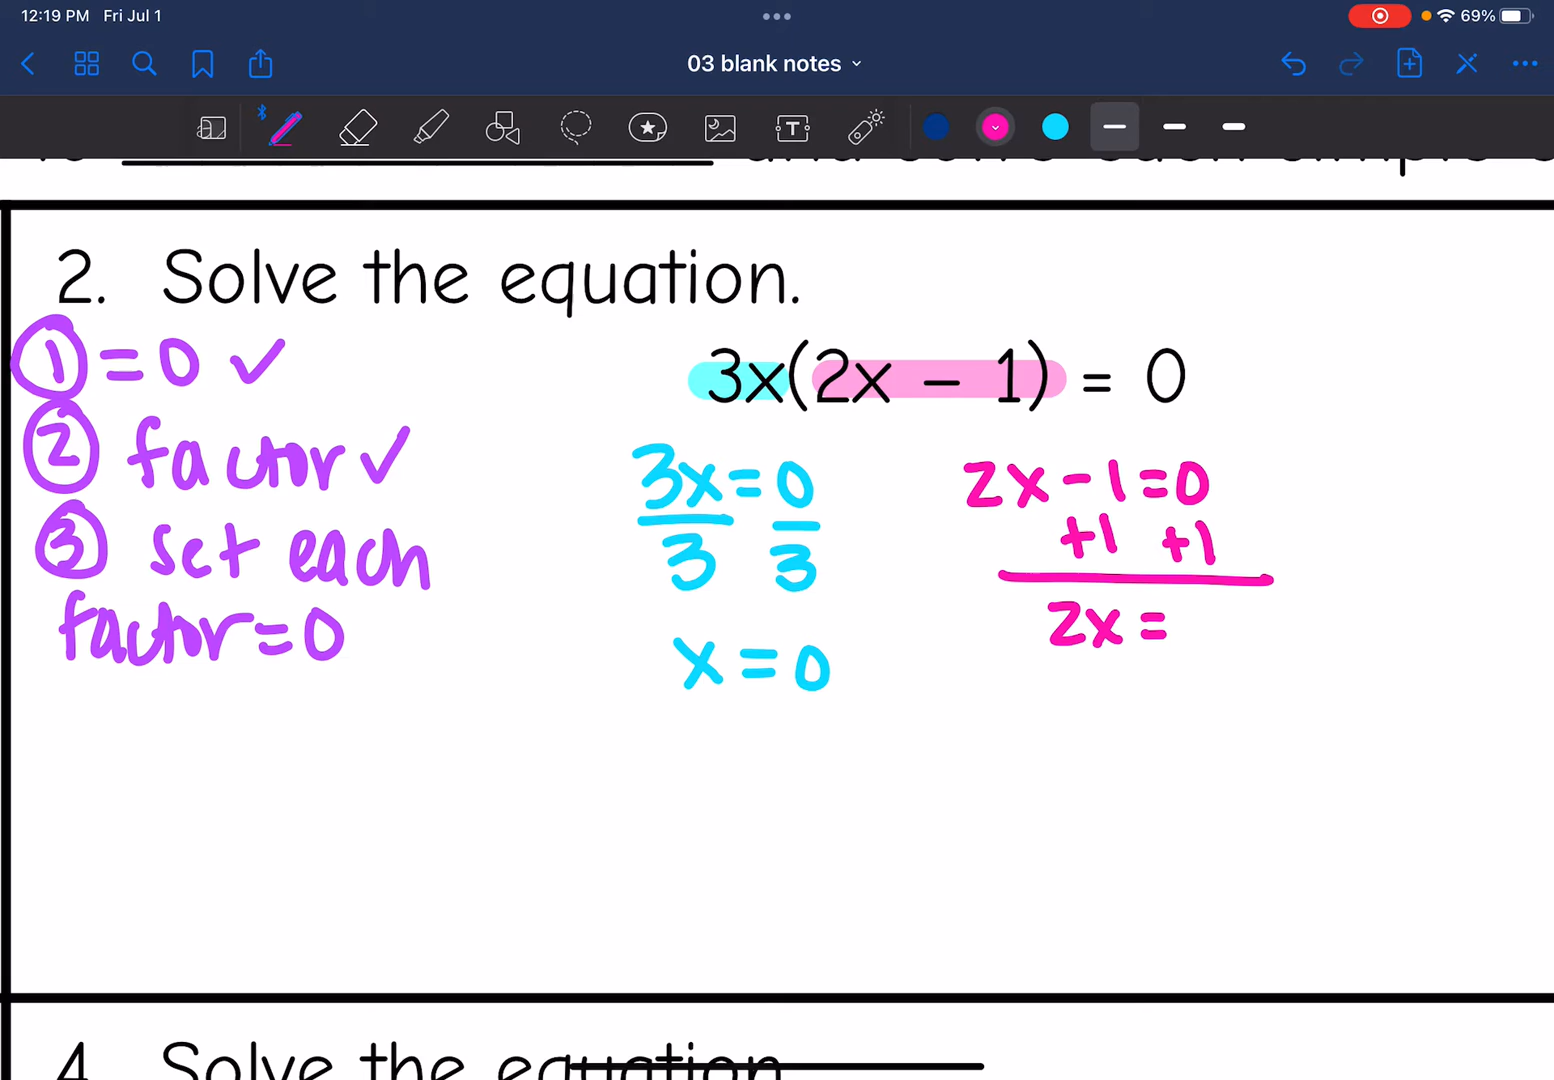 12:19 PM Fri Jul 1
69%
03 blank notes
T
2. Solve the equation.
① = 0 ✓
3x(2x – 1) = 0
② factor ✓
3x = 0
2x - 1 = 0
+1 +1
③ set each
3 3
factor = 0
2x =
x = 0
4. Solve the equation.